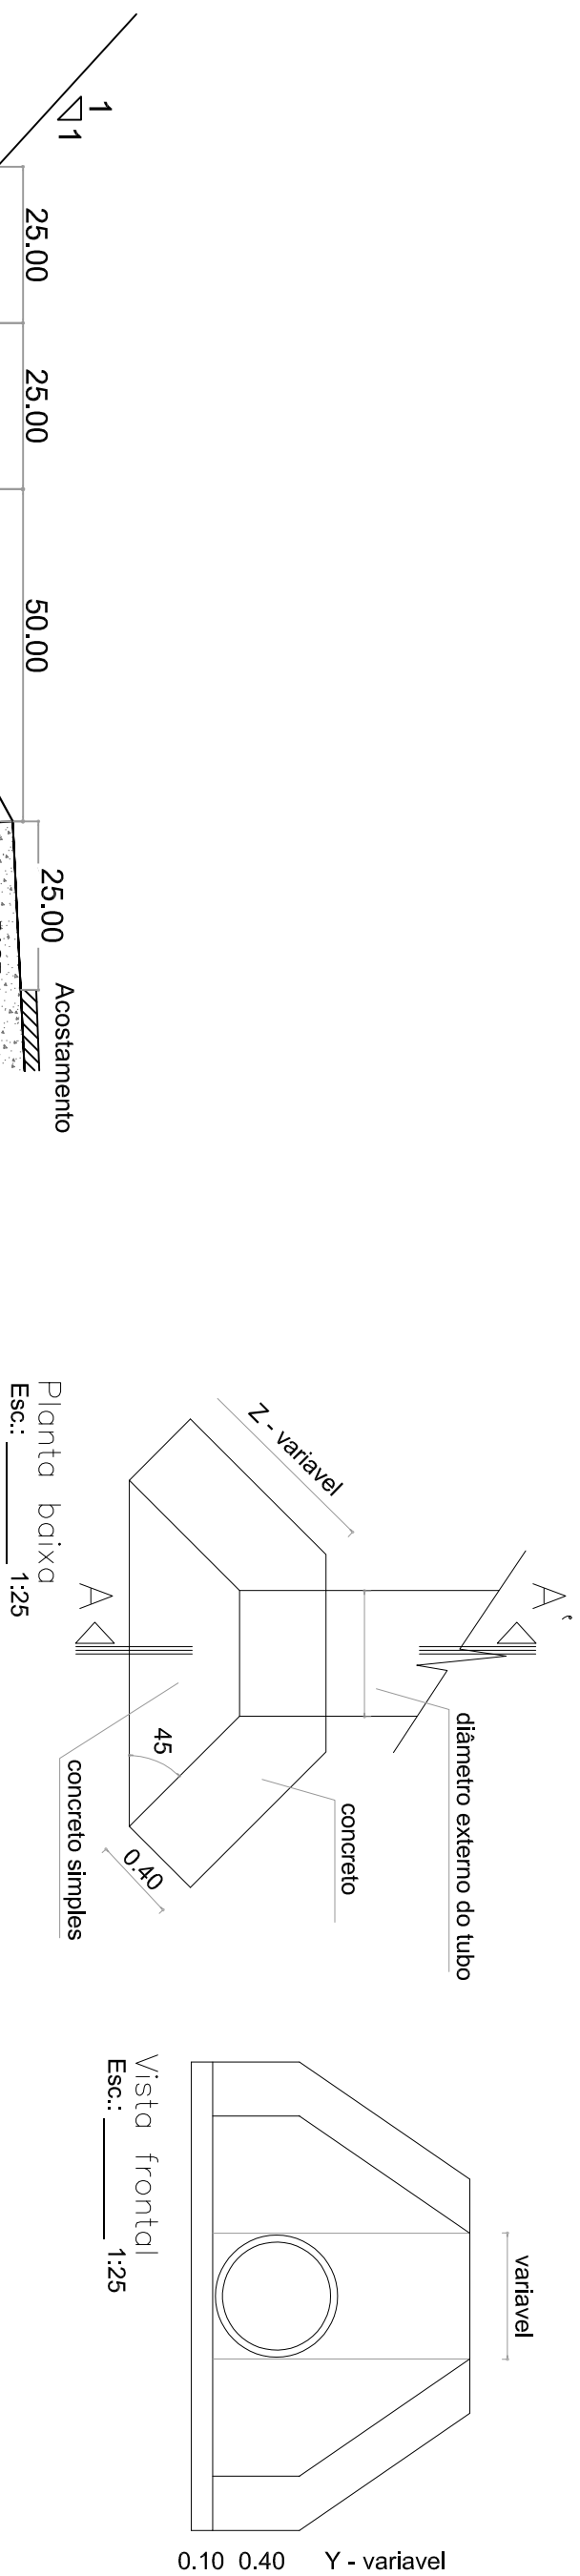 1
1
25.00
25.00
50.00
25.00
Acostamento
A'
Z - variavel
diâmetro externo do tubo
concreto
45
0.40
concreto simples
A
Planta baixa
Esc.: 1:25
variavel
Vista frontal
Esc.: 1:25
0.10 0.40 Y - variavel